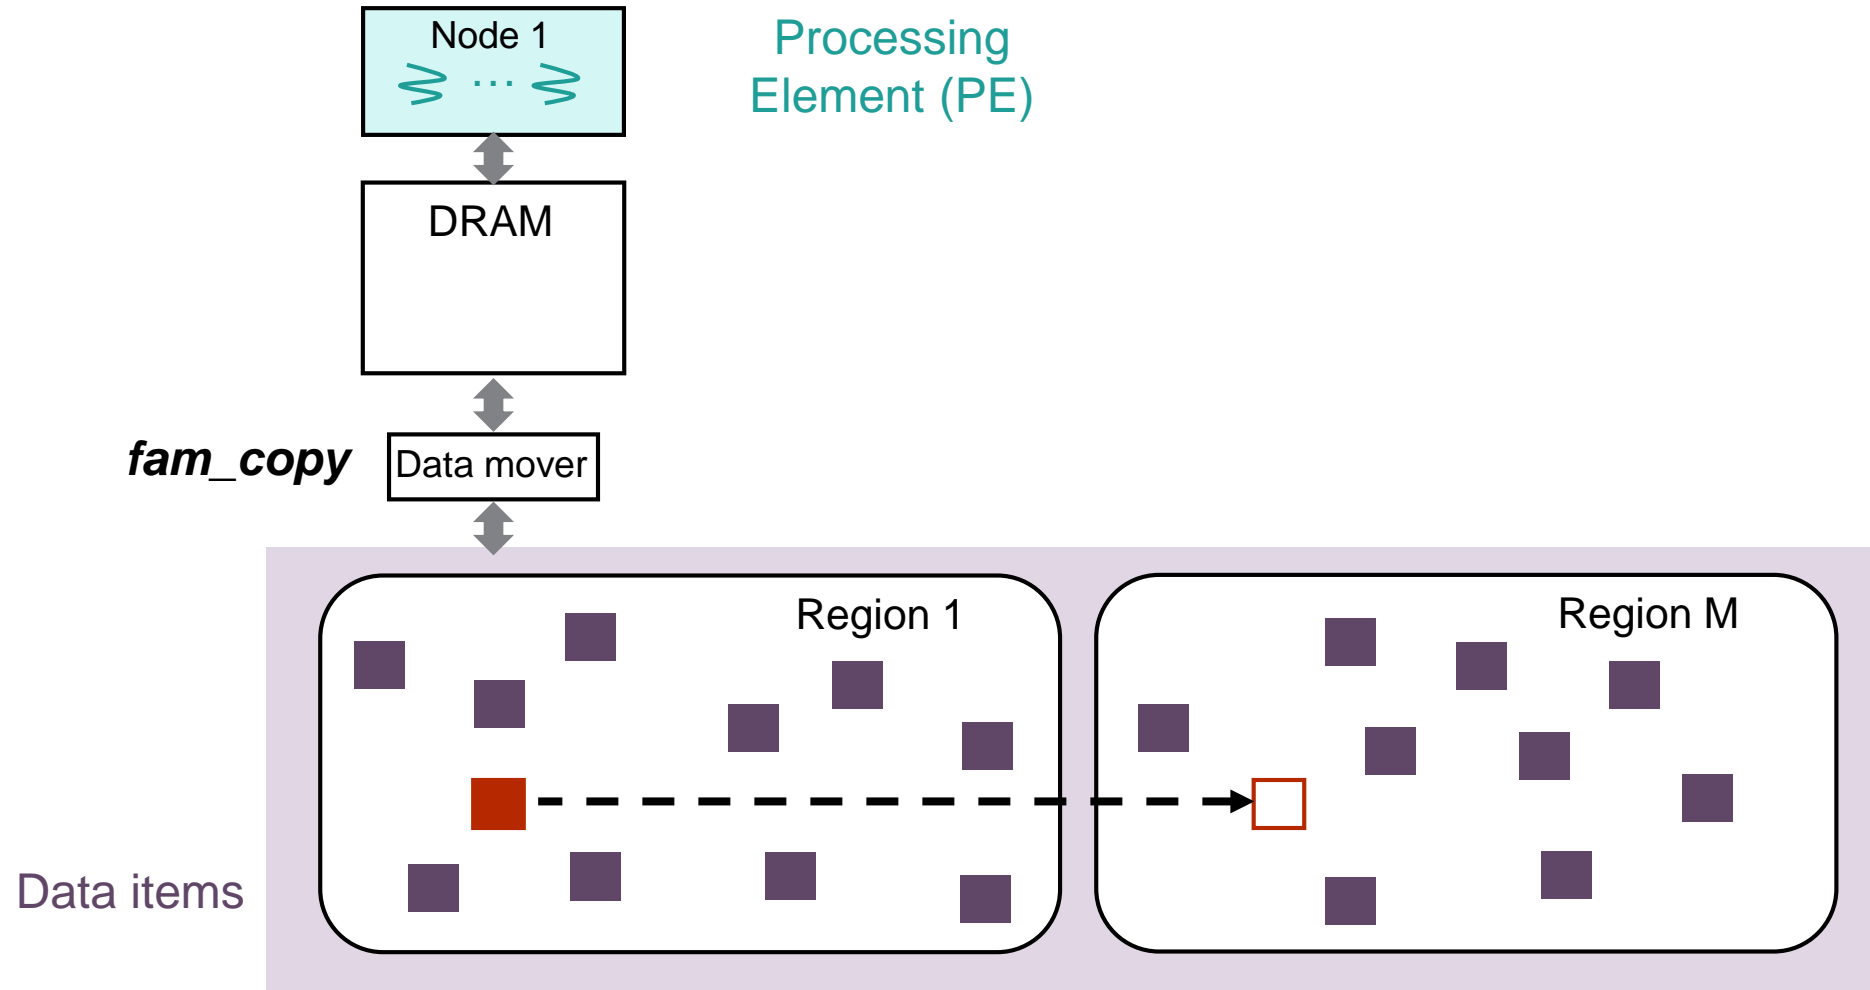 Node 1
...
Processing
Element (PE)
DRAM
fam_copy
Data mover
Region 1
Region M
Data items